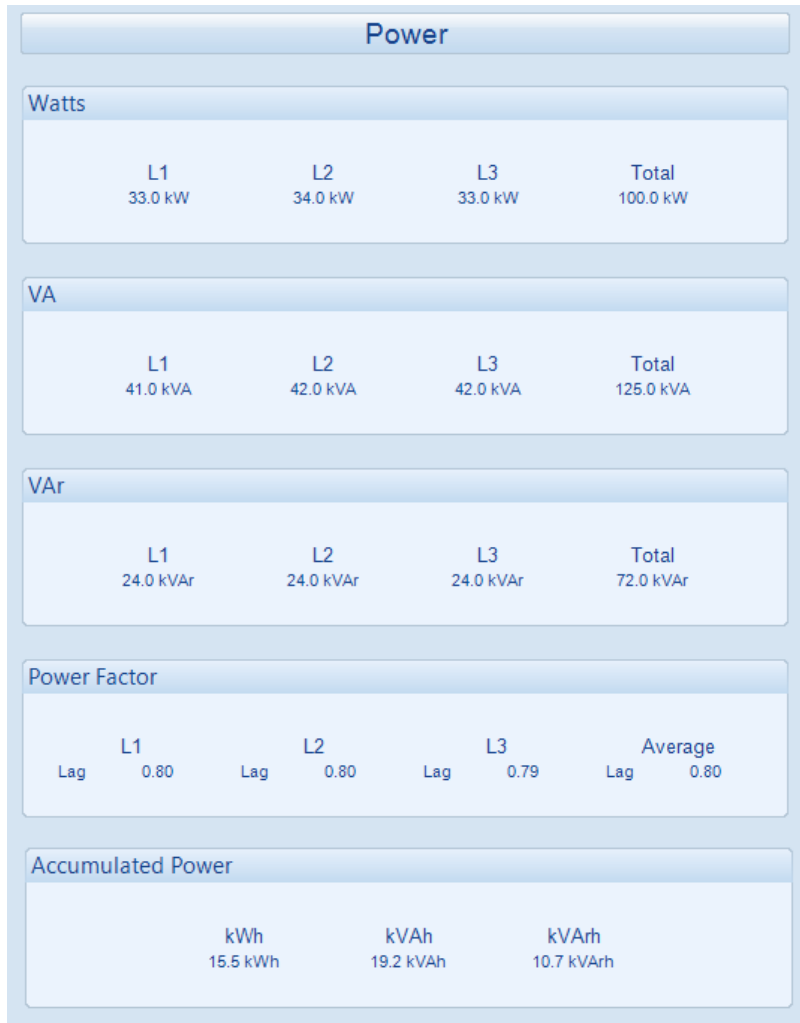 Power
Watts
L1 L2 L3 Total
33.0 kW 34.0 kW 33.0 kW 100.0 kW
VA
L1 L2 L3 Total
41.0 kVA 42.0 kVA 42.0 kVA 125.0 kVA
VAr
L1 L2 L3 Total
24.0 kVAr 24.0 kVAr 24.0 kVAr 72.0 kVAr
Power Factor
L1 L2 L3 Average
Lag 0.80 Lag 0.80 Lag 0.79 Lag 0.80
Accumulated Power
kWh kVAh kVArh
15.5 kWh 19.2 kVAh 10.7 kVArh